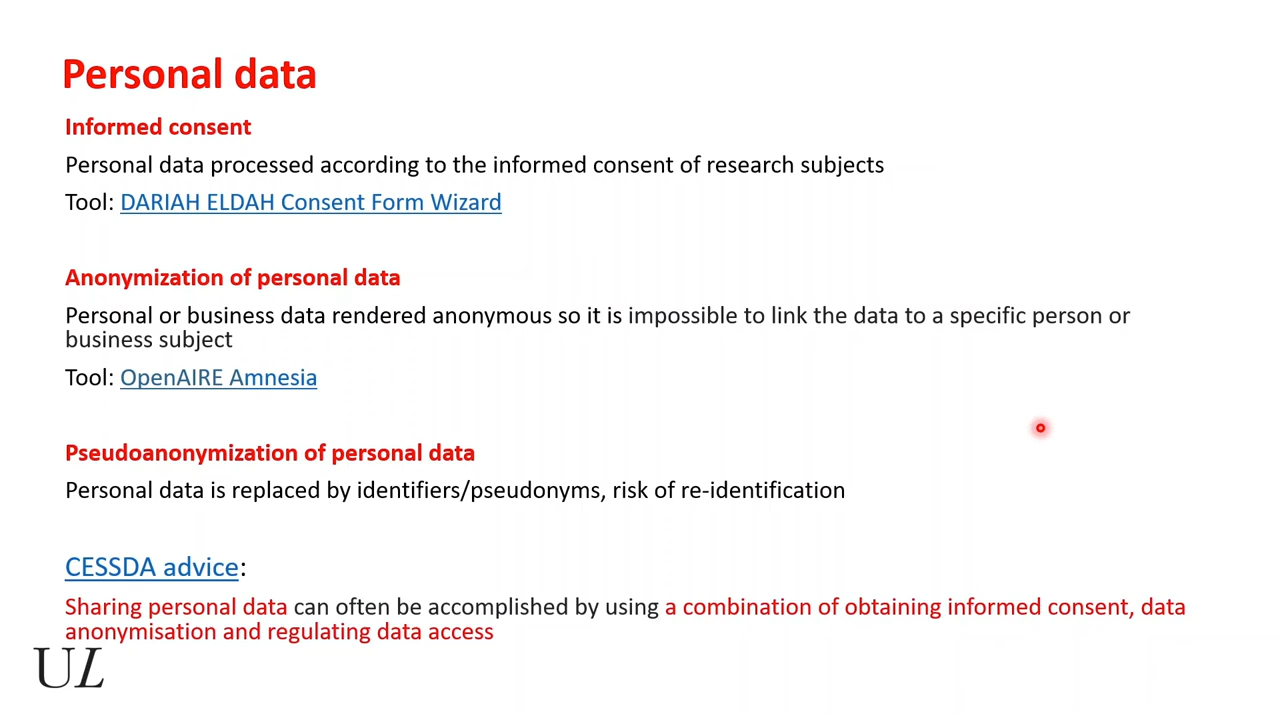 Personal data
Informed consent
Personal data processed according to the informed consent of research subjects
Tool: DARIAH ELDAH Consent Form Wizard
Anonymization of personal data
Personal or business data rendered anonymous so it is impossible to link the data to a specific person or
business subject
Tool: OpenAIRE Amnesia
Pseudoanonymization of personal data
Personal data is replaced by identifiers/pseudonyms, risk of re-identification
CESSDA advice:
Sharing personal data can often be accomplished by using a combination of obtaining informed consent, data
anonymisation and regulating data access
UL